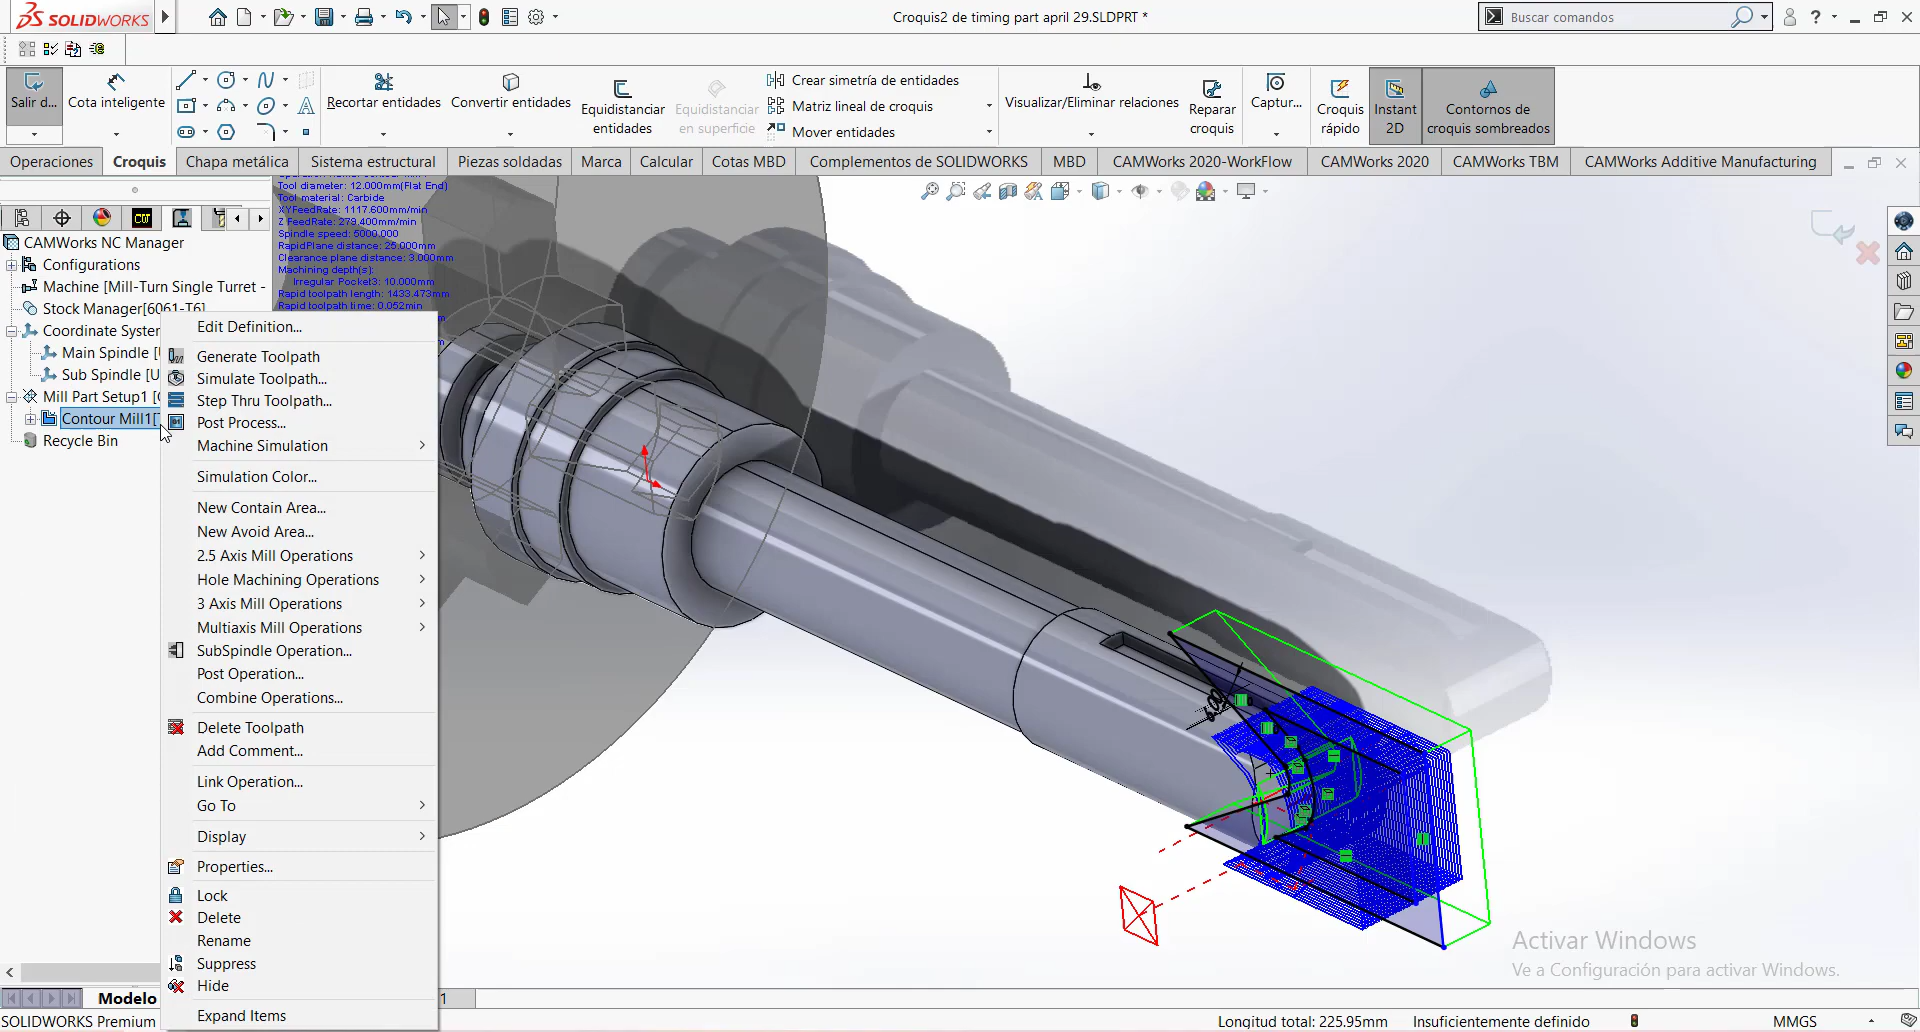 SOLIDWORKS
Croquis2 de timing part april 29.SLDPRT *
Buscar comandos
Salir d...
Cota inteligente
Recortar entidades
Convertir entidades
Equidistanciar entidades
Equidistanciar en superficie
Crear simetría de entidades
Matriz lineal de croquis
Mover entidades
Visualizar/Eliminar relaciones
Reparar croquis
Captur...
Croquis rápido
Instant 2D
Contornos de croquis sombreados
Operaciones
Croquis
Chapa metálica
Sistema estructural
Piezas soldadas
Marca
Calcular
Cotas MBD
Complementos de SOLIDWORKS
MBD
CAMWorks 2020-WorkFlow
CAMWorks 2020
CAMWorks TBM
CAMWorks Additive Manufacturing
Tool diameter: 12.000mm(Flat End)
Tool material: Carbide
XYFeedRate: 1117.600mm/min
Z FeedRate: 279.400mm/min
Spindle speed: 5000.000
RapidPlane distance: 25.000mm
Clearance plane distance: 3.000mm
Machining depth(s):
Irregular Pocket3: 10.000mm
Rapid toolpath length: 1433.473mm
Rapid toolpath time: 0.052min
CAMWorks NC Manager
Configurations
Machine [Mill-Turn Single Turret -
Stock Manager[6061-T6]
Coordinate System
Main Spindle [U
Sub Spindle [U
Mill Part Setup1 [
Contour Mill1[T
Recycle Bin
Edit Definition...
Generate Toolpath
Simulate Toolpath...
Step Thru Toolpath...
Post Process...
Machine Simulation
Simulation Color...
New Contain Area...
New Avoid Area...
2.5 Axis Mill Operations
Hole Machining Operations
3 Axis Mill Operations
Multiaxis Mill Operations
SubSpindle Operation...
Post Operation...
Combine Operations...
Delete Toolpath
Add Comment...
Link Operation...
Go To
Display
Properties...
Lock
Delete
Rename
Suppress
Hide
Expand Items
Activar Windows
Ve a Configuración para activar Windows.
Modelo
1
SOLIDWORKS Premium
Longitud total: 225.95mm
Insuficientemente definido
MMGS